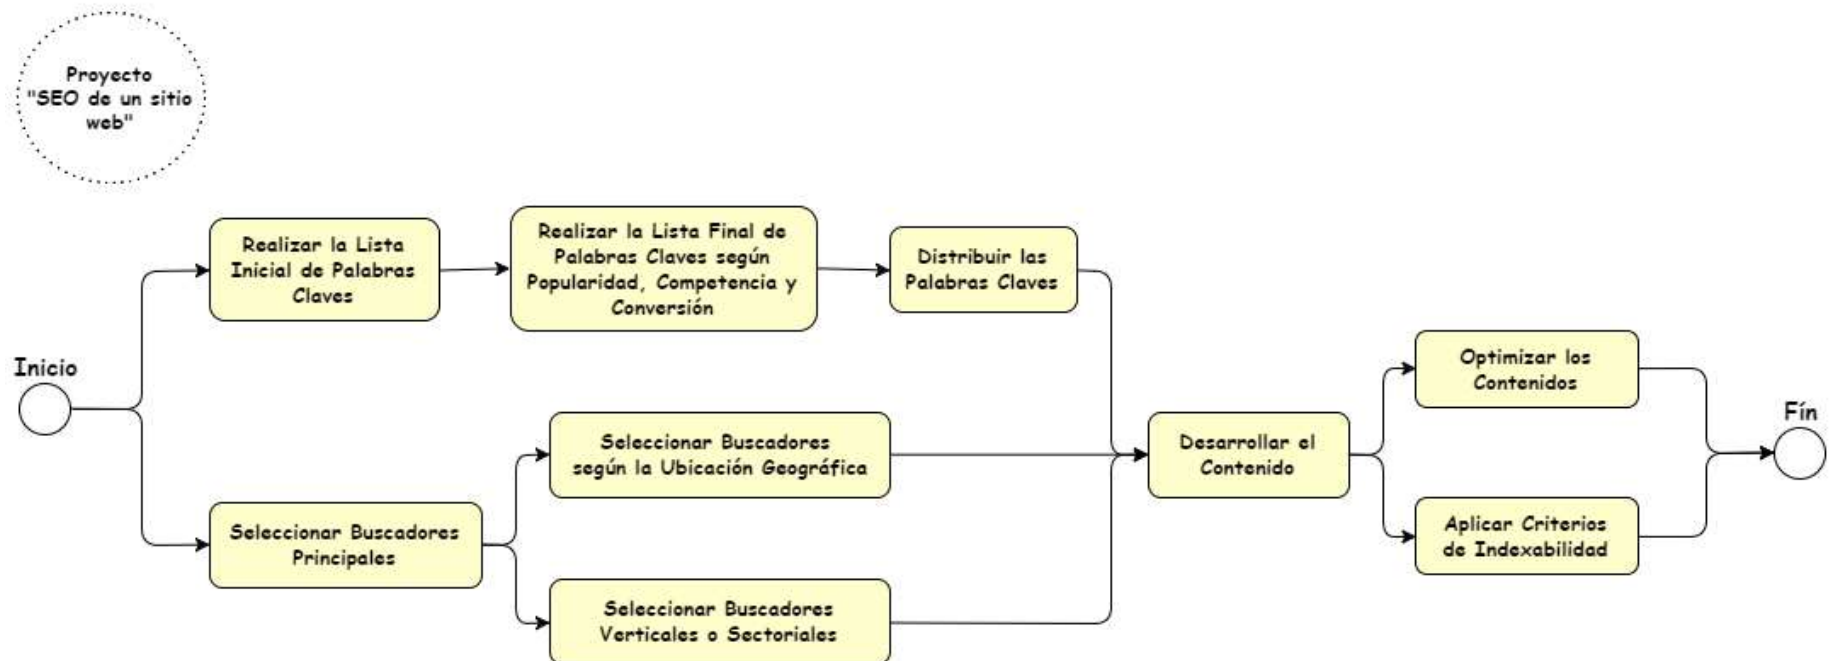 Proyecto
"SEO de un sitio
web"
Realizar la Lista
Inicial de Palabras
Claves
Realizar la Lista Final de
Palabras Claves según
Popularidad, Competencia y
Conversión
Distribuir las
Palabras Claves
Inicio
Seleccionar Buscadores
Principales
Seleccionar Buscadores
según la Ubicación Geográfica
Seleccionar Buscadores
Verticales o Sectoriales
Desarrollar el
Contenido
Optimizar los
Contenidos
Aplicar Criterios
de Indexabilidad
Fín